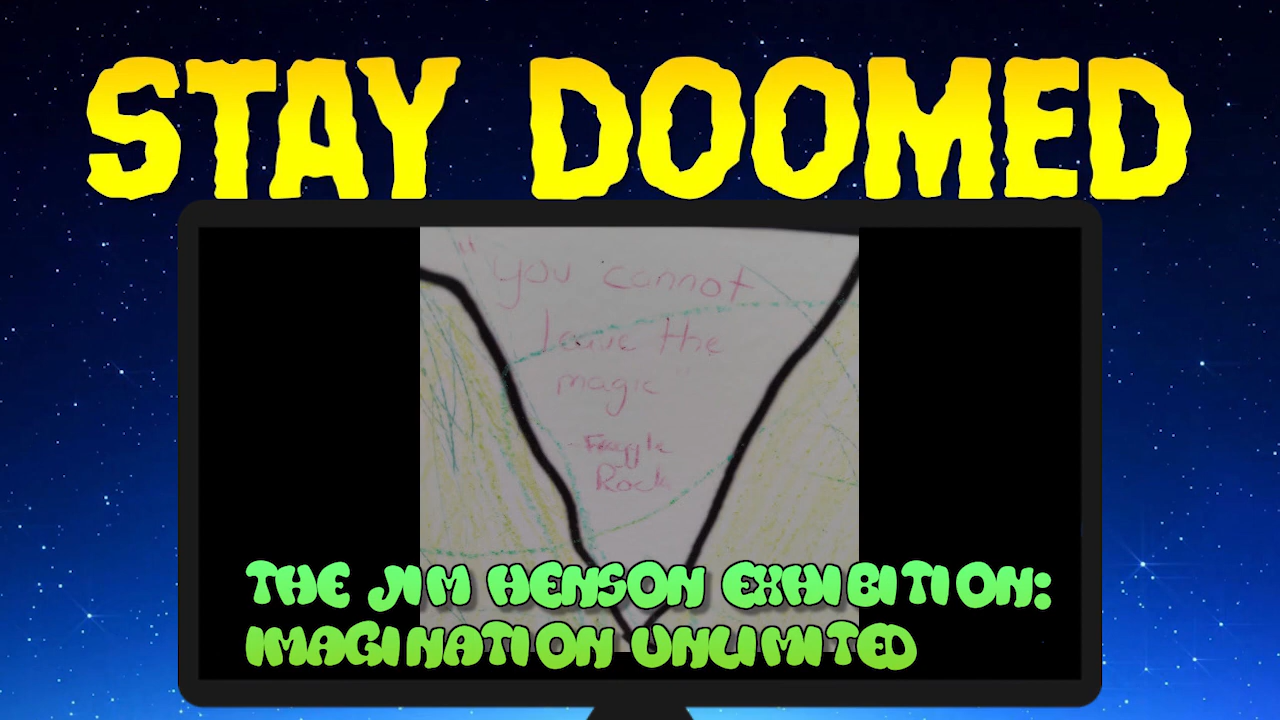 STAY DOOMED
"You cannot
leave the
magic"
- Fraggle
Rock
THE JIM HENSON EXHIBITION:
IMAGINATION UNLIMITED